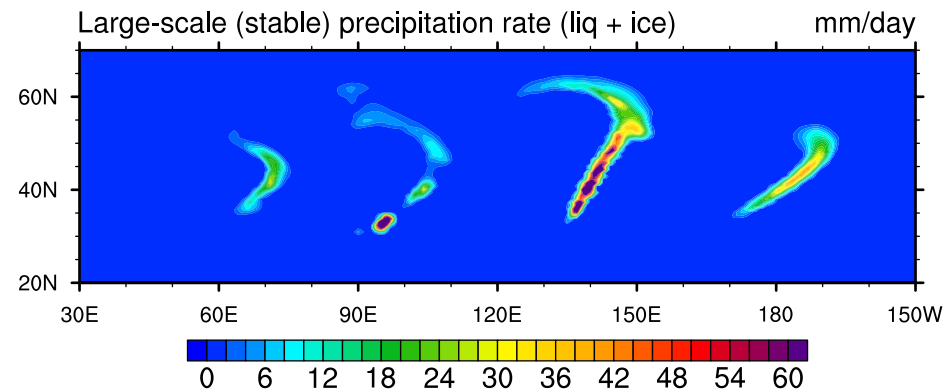 Large-scale (stable) precipitation rate (liq + ice) mm/day
60N
40N
20N
30E 60E 90E 120E 150E 180 150W
0 6 12 18 24 30 36 42 48 54 60